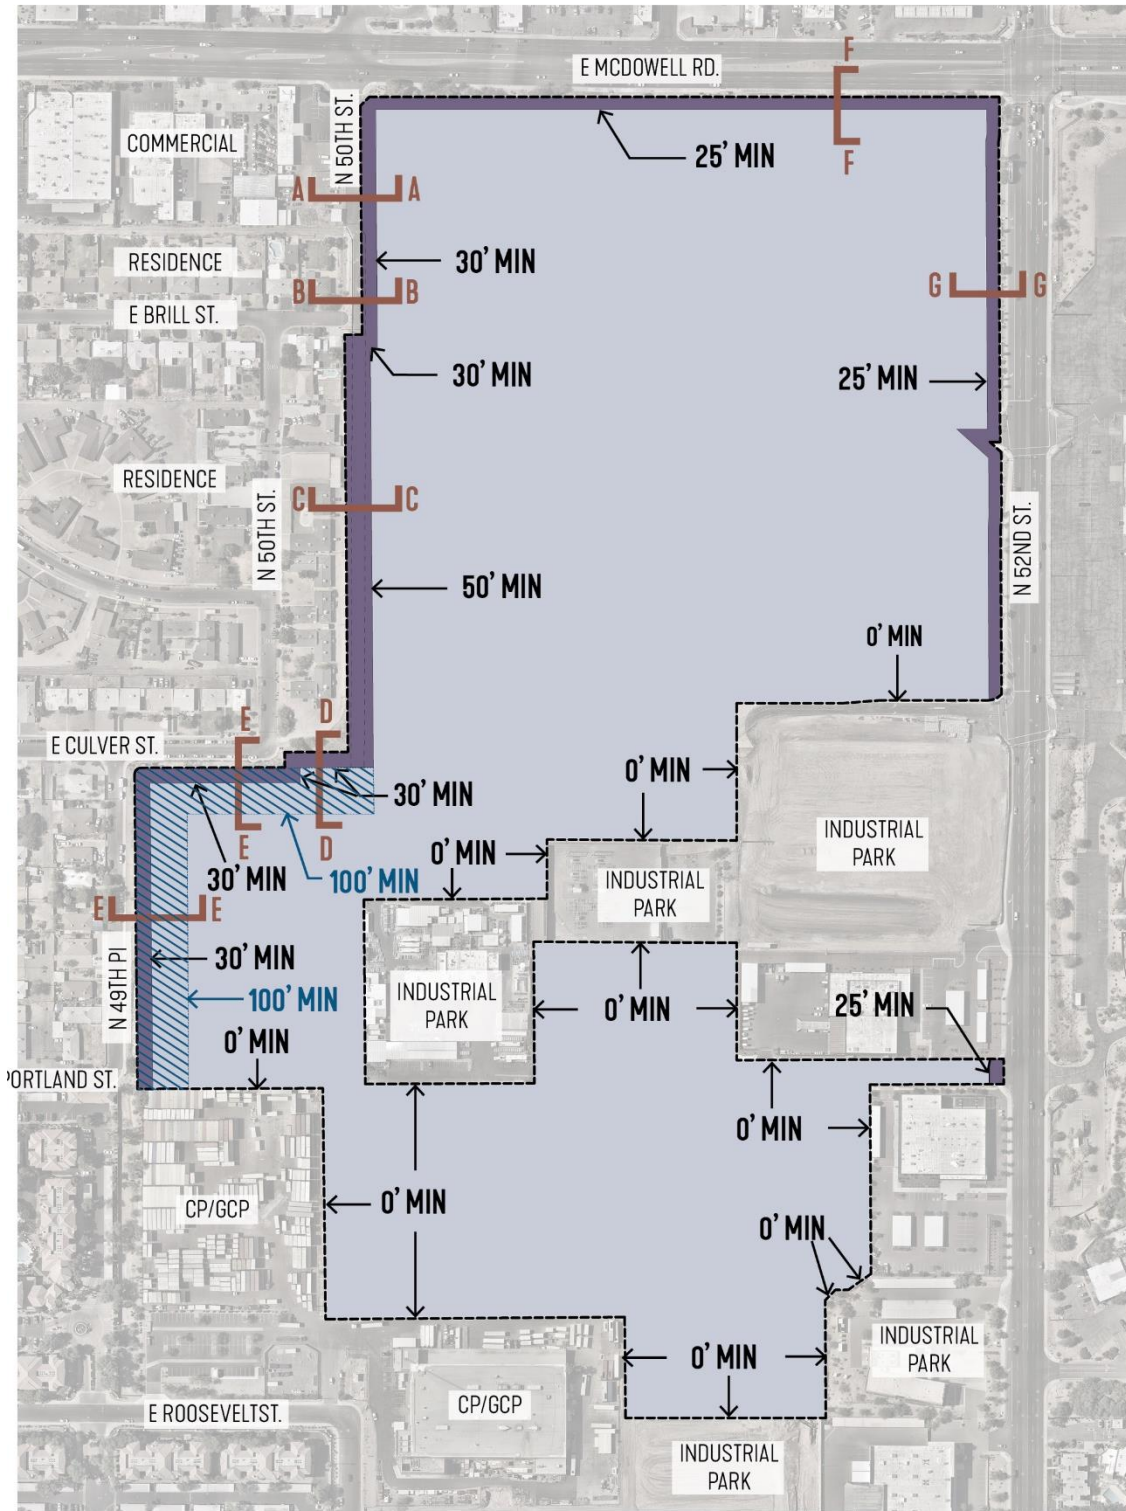 E MCDOWELL RD.
F
F
N 50TH ST.
COMMERCIAL
25' MIN
A
A
RESIDENCE
30' MIN
B
B
G
G
E BRILL ST.
30' MIN
25' MIN
RESIDENCE
C
C
N 50TH ST.
N 52ND ST.
50' MIN
0' MIN
E
D
E CULVER ST.
0' MIN
30' MIN
E
D
INDUSTRIAL
PARK
0' MIN
30' MIN
100' MIN
INDUSTRIAL
PARK
E
E
N 49TH Pl
30' MIN
100' MIN
INDUSTRIAL
PARK
0' MIN
25' MIN
0' MIN
PORTLAND ST.
0' MIN
CP/GCP
0' MIN
0' MIN
INDUSTRIAL
PARK
0' MIN
E ROOSEVELTST.
CP/GCP
INDUSTRIAL
PARK